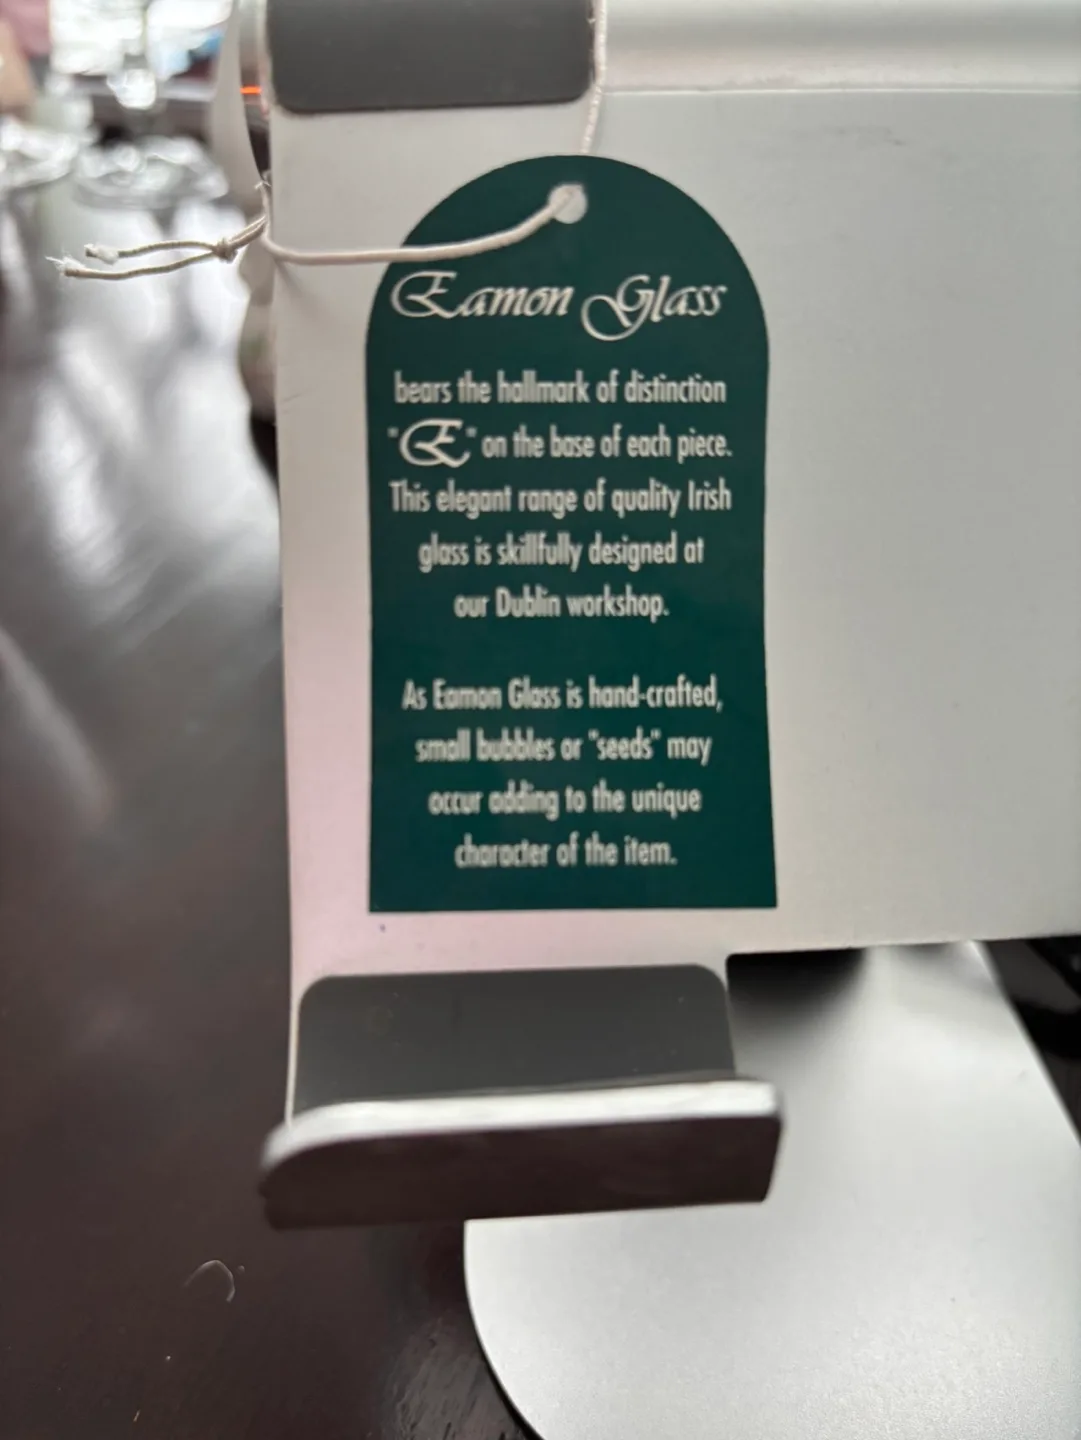 Eamon Glass
bears the hallmark of distinction
"E" on the base of each piece.
This elegant range of quality Irish
glass is skillfully designed at
our Dublin workshop.
As Eamon Glass is hand-crafted,
small bubbles or "seeds" may
occur adding to the unique
character of the item.